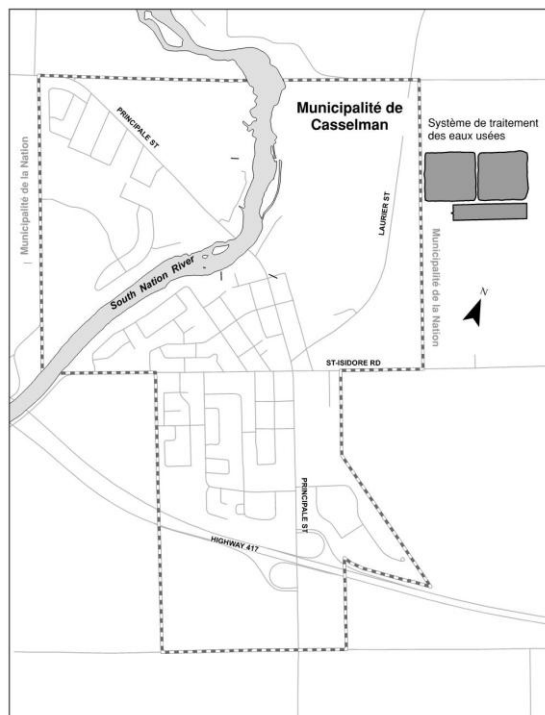 Municipalité de
Casselman
Système de traitement
des eaux usées
PRINCIPALE ST
Municipalité de la Nation
LAURIER ST
Municipalité de la Nation
N
South Nation River
ST-ISIDORE RD
PRINCIPALE ST
HIGHWAY 417